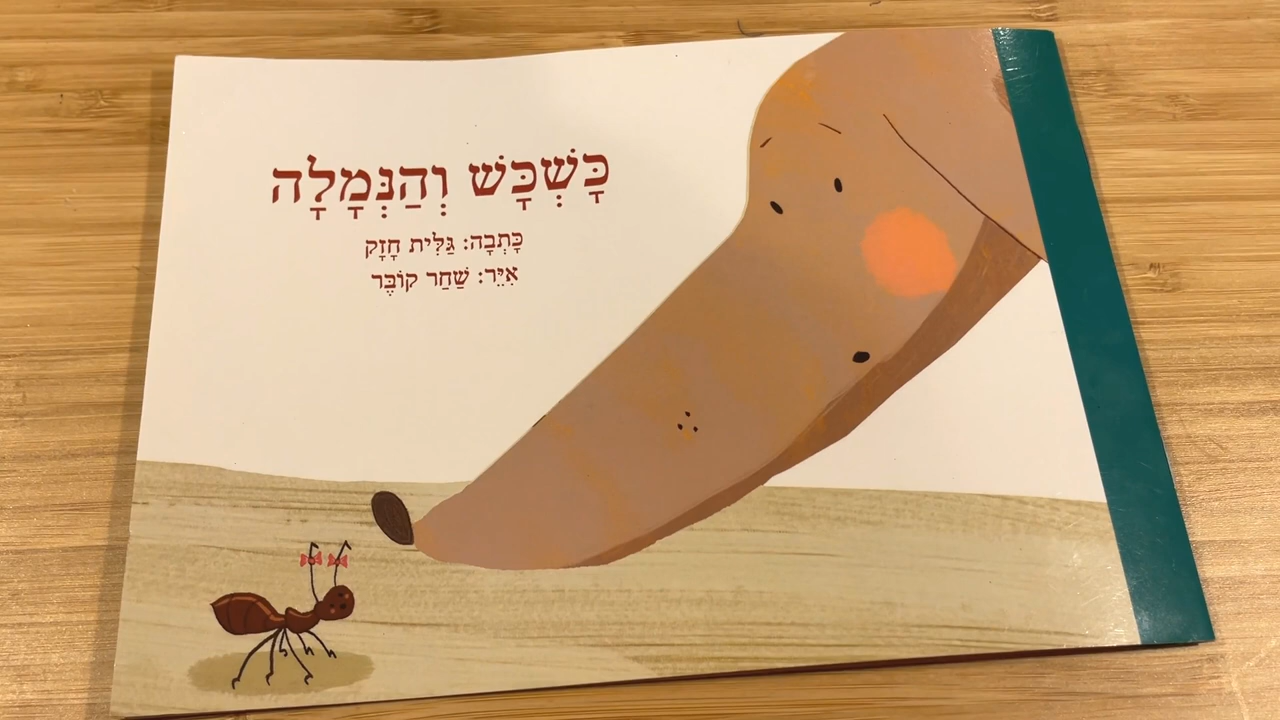 כַּשְׁכָּשׁ וְהַנְּמָלָה
כָּתְבָה: גַּלִּית חָזָק
אִיֵּר: שַׁחַר קוֹבֶּר